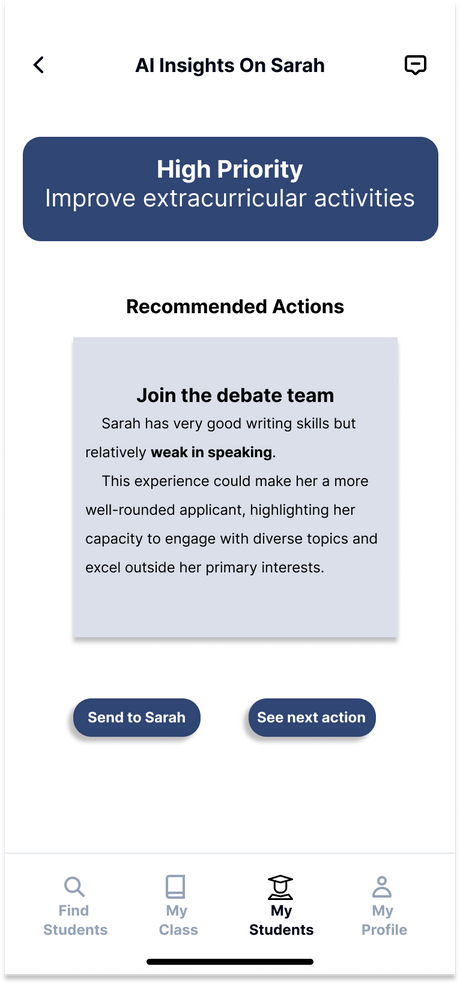 AI Insights On Sarah
High Priority
Improve extracurricular activities
Recommended Actions
Join the debate team
Sarah has very good writing skills but
relatively weak in speaking.
This experience could make her a more
well-rounded applicant, highlighting her
capacity to engage with diverse topics and
excel outside her primary interests.
Send to Sarah
See next action
Find
Students
My
Class
My
Students
My
Profile